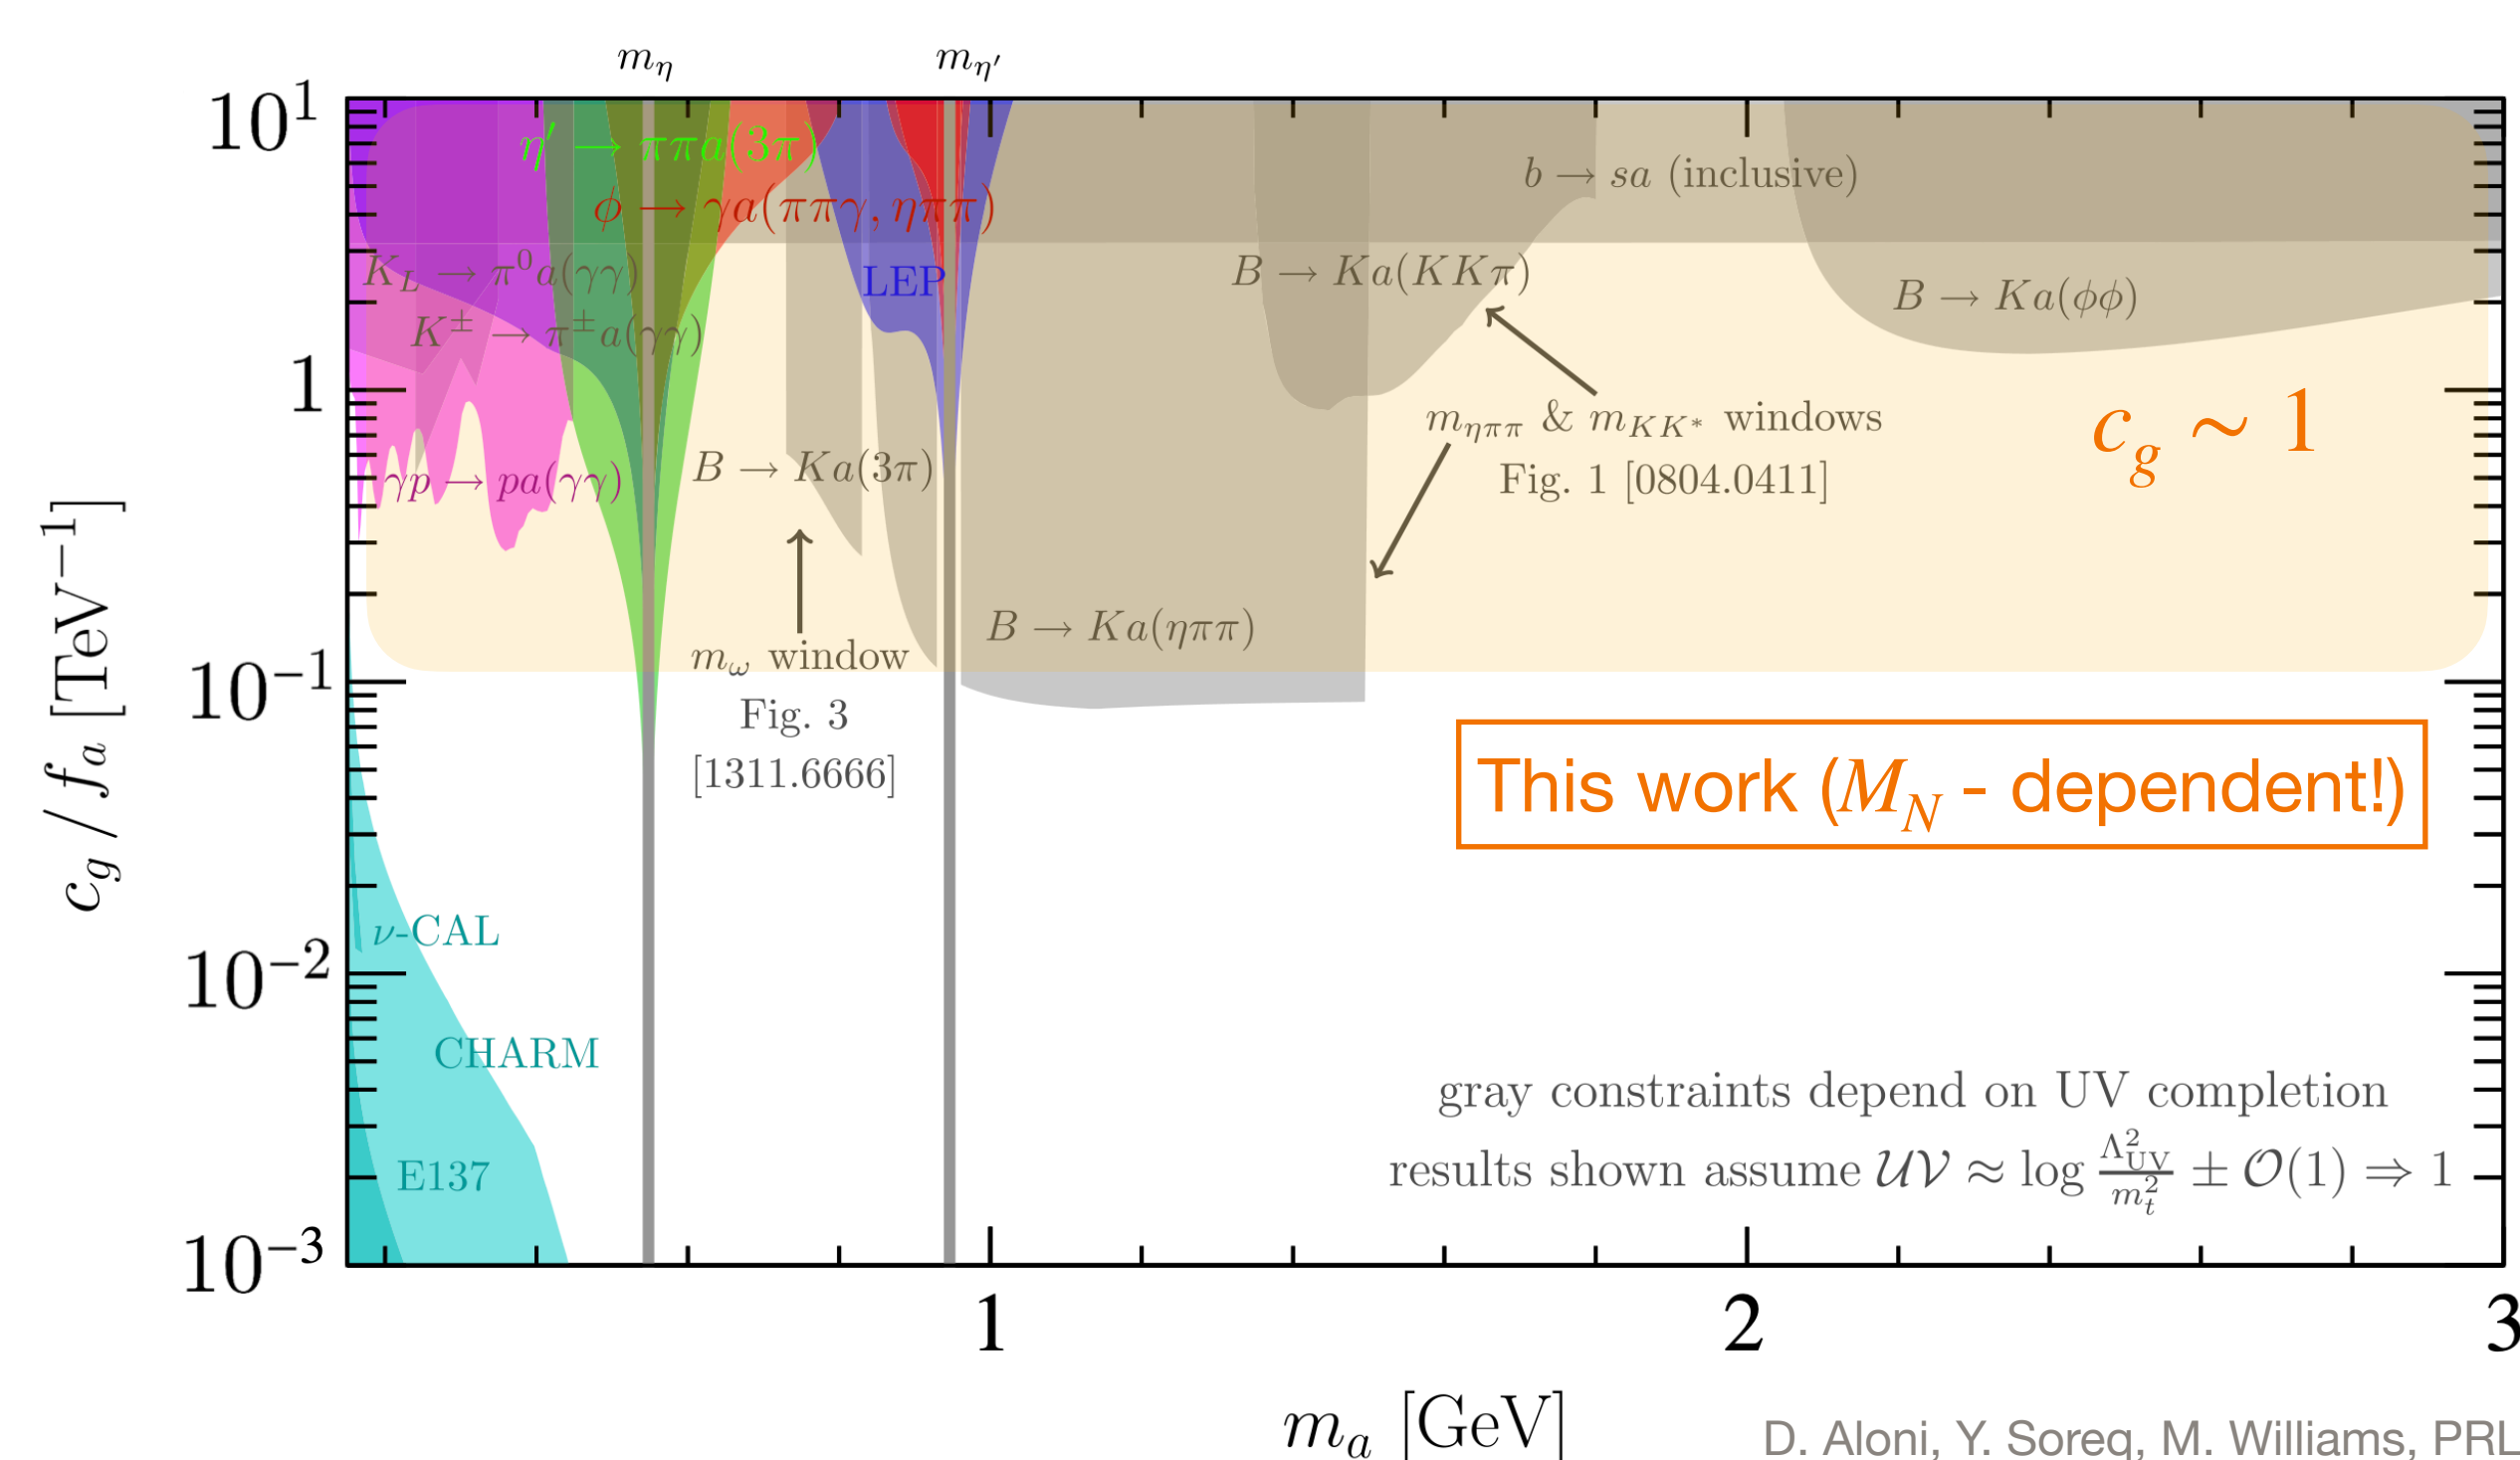 m_η m_η′
10¹
η′ → ππa(3π)
b → sa (inclusive)
ϕ → γa(ππγ, ηππ)
K_L → π⁰a(γγ)
LEP
B → Ka(KKπ)
B → Ka(ϕϕ)
K^± → π^±a(γγ)
1
m_ηππ & m_KK* windows
c_g ∼ 1
γp → pa(γγ)
B → Ka(3π)
Fig. 1 [0804.0411]
c_g / f_a [TeV⁻¹]
B → Ka(ηππ)
m_ω window
10⁻¹
Fig. 3
[1311.6666]
This work (M_N - dependent!)
ν-CAL
10⁻²
CHARM
gray constraints depend on UV completion
E137
results shown assume 𝒰𝒱 ≈ log Λ²_UV/m²_t ± 𝒪(1) ⇒ 1
10⁻³
1 2 3
m_a [GeV]
D. Aloni, Y. Soreq, M. Williams, PRL